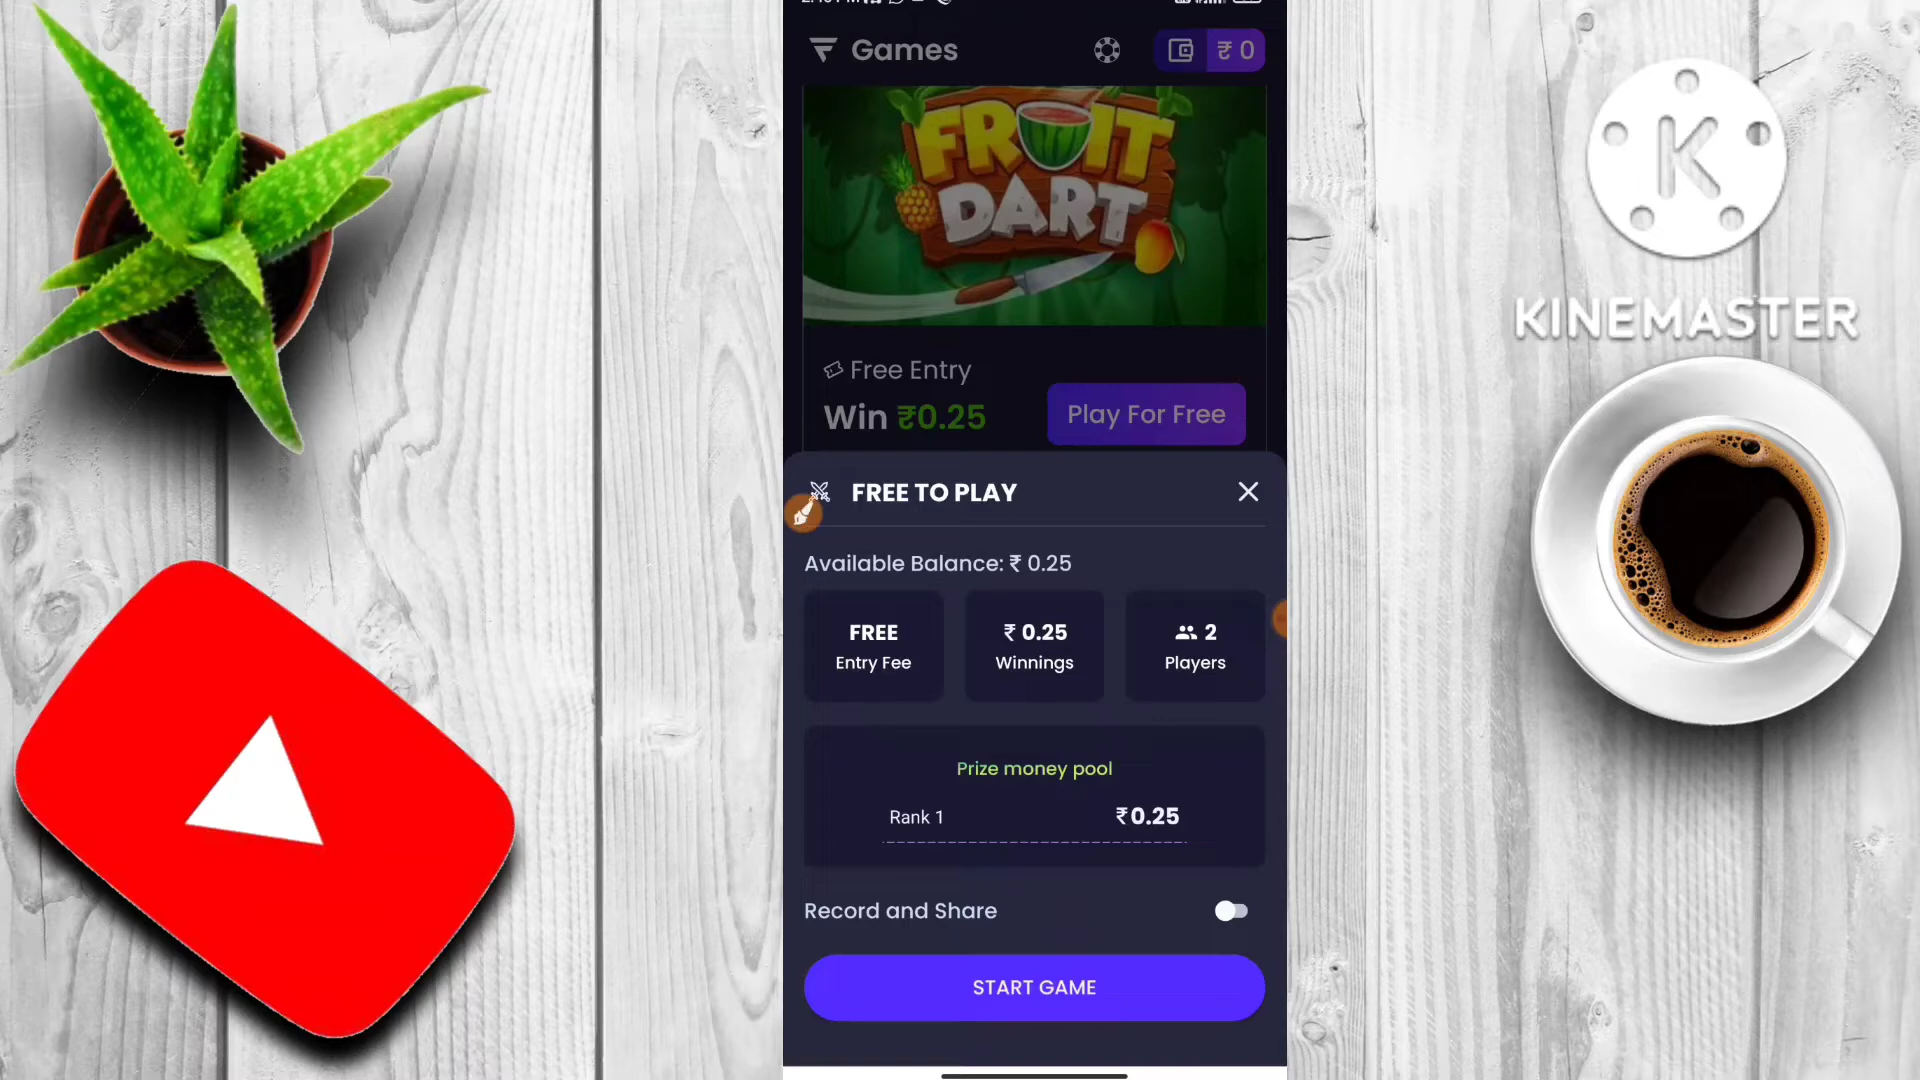 Games
₹ 0
FRUIT
DART
Free Entry
Win ₹0.25
Play For Free
FREE TO PLAY
Available Balance: ₹ 0.25
FREE
Entry Fee
₹ 0.25
Winnings
2
Players
Prize money pool
Rank 1
₹0.25
Record and Share
START GAME
K
KINEMASTER